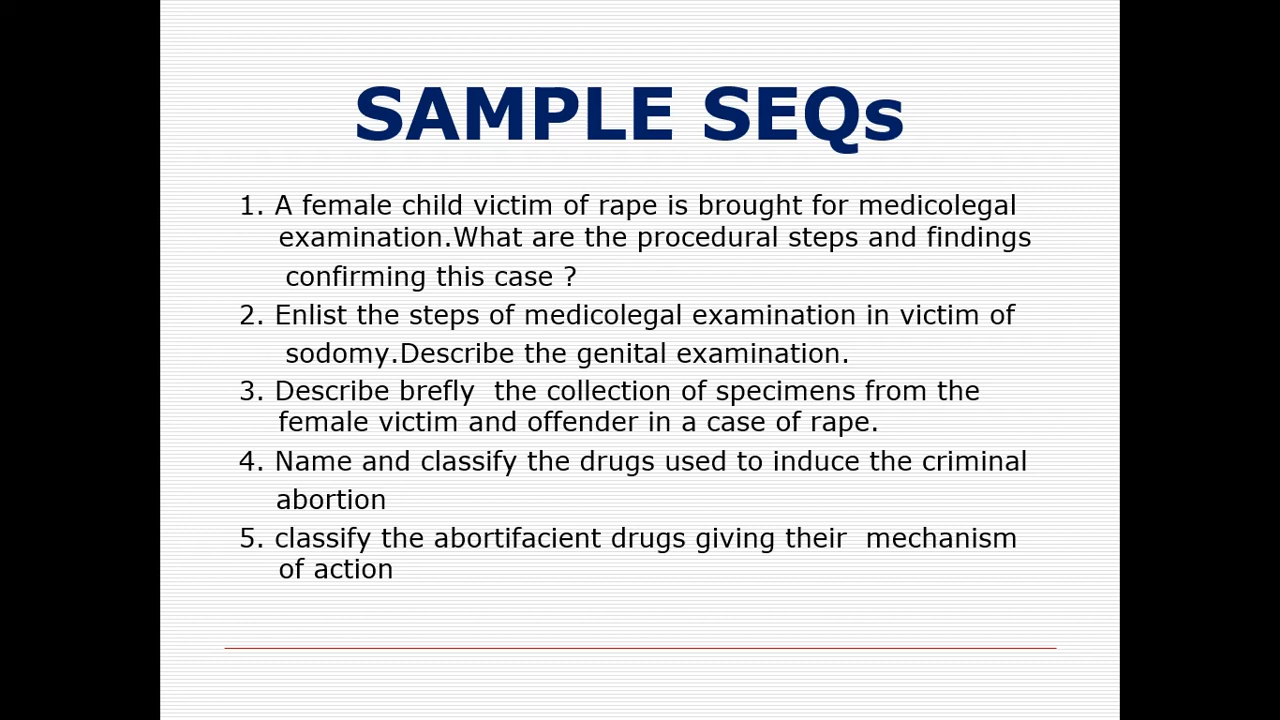 SAMPLE SEQs
1. A female child victim of rape is brought for medicolegal
examination.What are the procedural steps and findings
confirming this case ?
2. Enlist the steps of medicolegal examination in victim of
sodomy.Describe the genital examination.
3. Describe brefly  the collection of specimens from the
female victim and offender in a case of rape.
4. Name and classify the drugs used to induce the criminal
abortion
5. classify the abortifacient drugs giving their  mechanism
of action